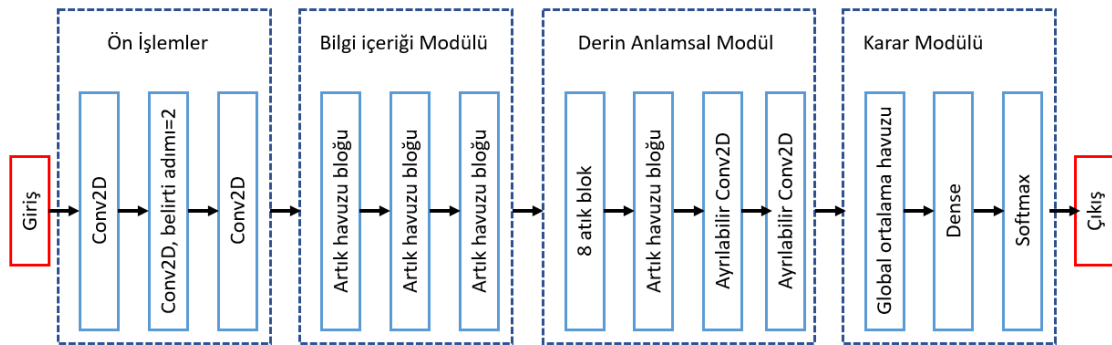 Ön İşlemler
Bilgi içeriği Modülü
Derin Anlamsal Modül
Karar Modülü
Giriş
Conv2D
Conv2D, belirti adımı=2
Conv2D
Artık havuzu bloğu
Artık havuzu bloğu
Artık havuzu bloğu
8 atık blok
Artık havuzu bloğu
Ayrılabilir Conv2D
Ayrılabilir Conv2D
Global ortalama havuzu
Dense
Softmax
Çıkış